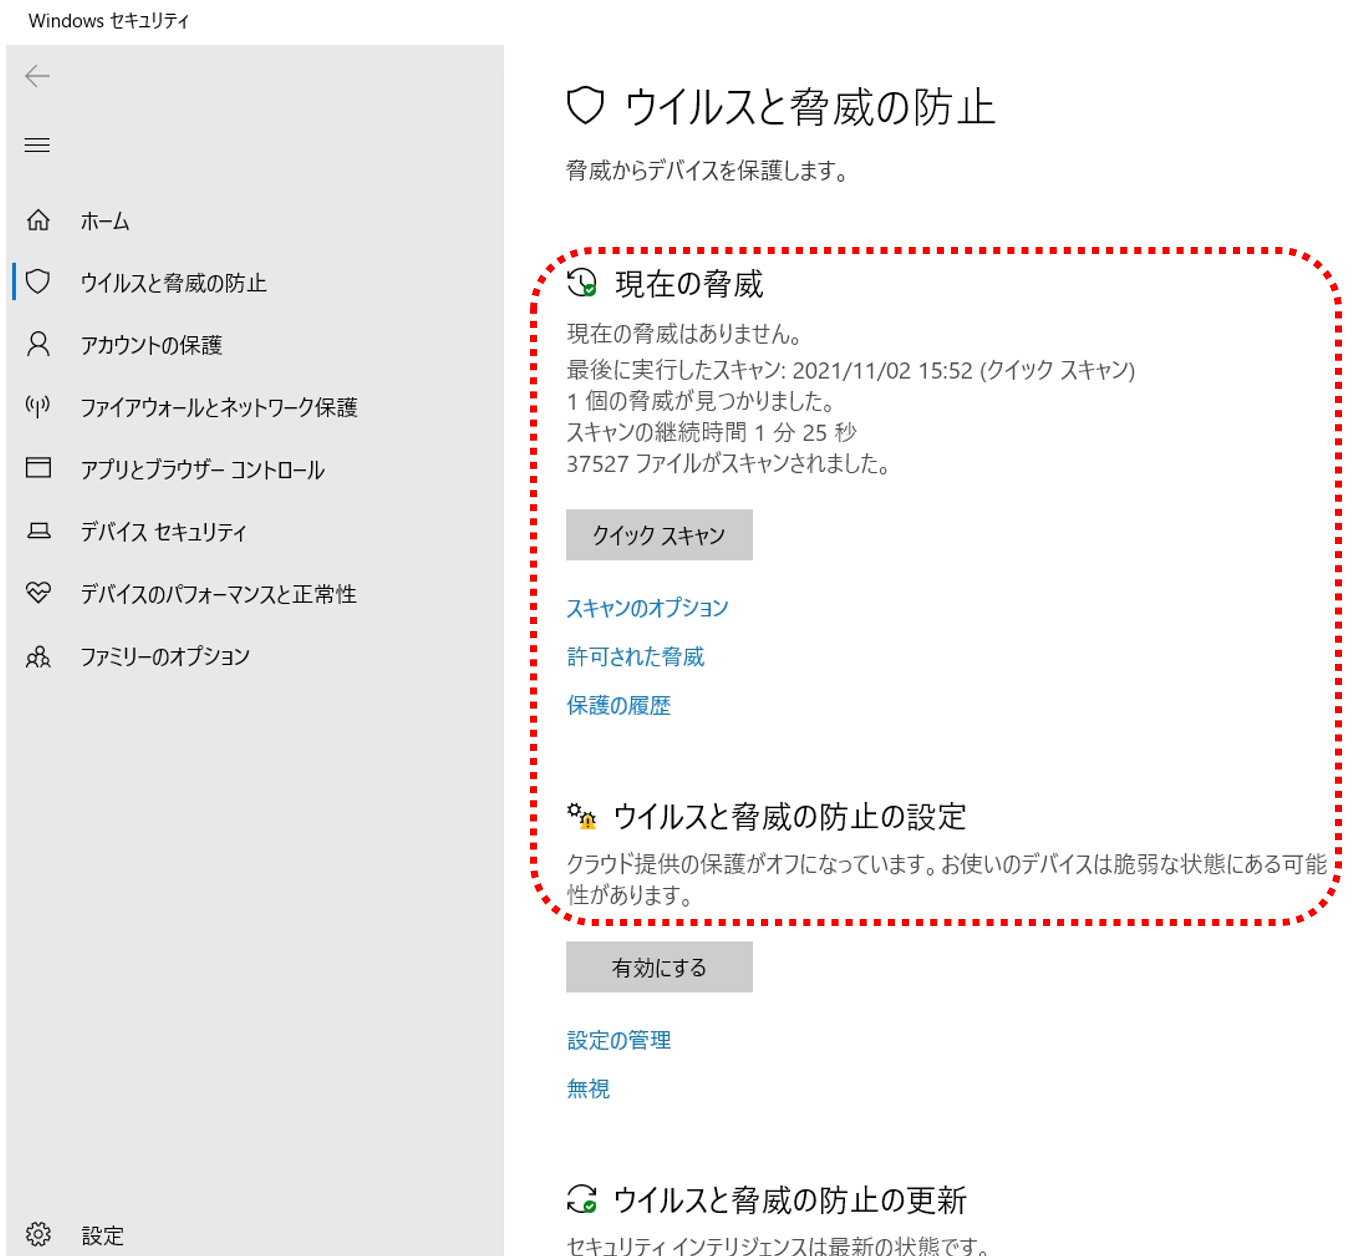 Windows セキュリティ
ホーム
ウイルスと脅威の防止
アカウントの保護
ファイアウォールとネットワーク保護
アプリとブラウザー コントロール
デバイス セキュリティ
デバイスのパフォーマンスと正常性
ファミリーのオプション
設定
ウイルスと脅威の防止
脅威からデバイスを保護します。
現在の脅威
現在の脅威はありません。
最後に実行したスキャン: 2021/11/02 15:52 (クイック スキャン)
1 個の脅威が見つかりました。
スキャンの継続時間 1 分 25 秒
37527 ファイルがスキャンされました。
クイック スキャン
スキャンのオプション
許可された脅威
保護の履歴
ウイルスと脅威の防止の設定
クラウド提供の保護がオフになっています。お使いのデバイスは脆弱な状態にある可能
性があります。
有効にする
設定の管理
無視
ウイルスと脅威の防止の更新
セキュリティ インテリジェンスは最新の状態です。